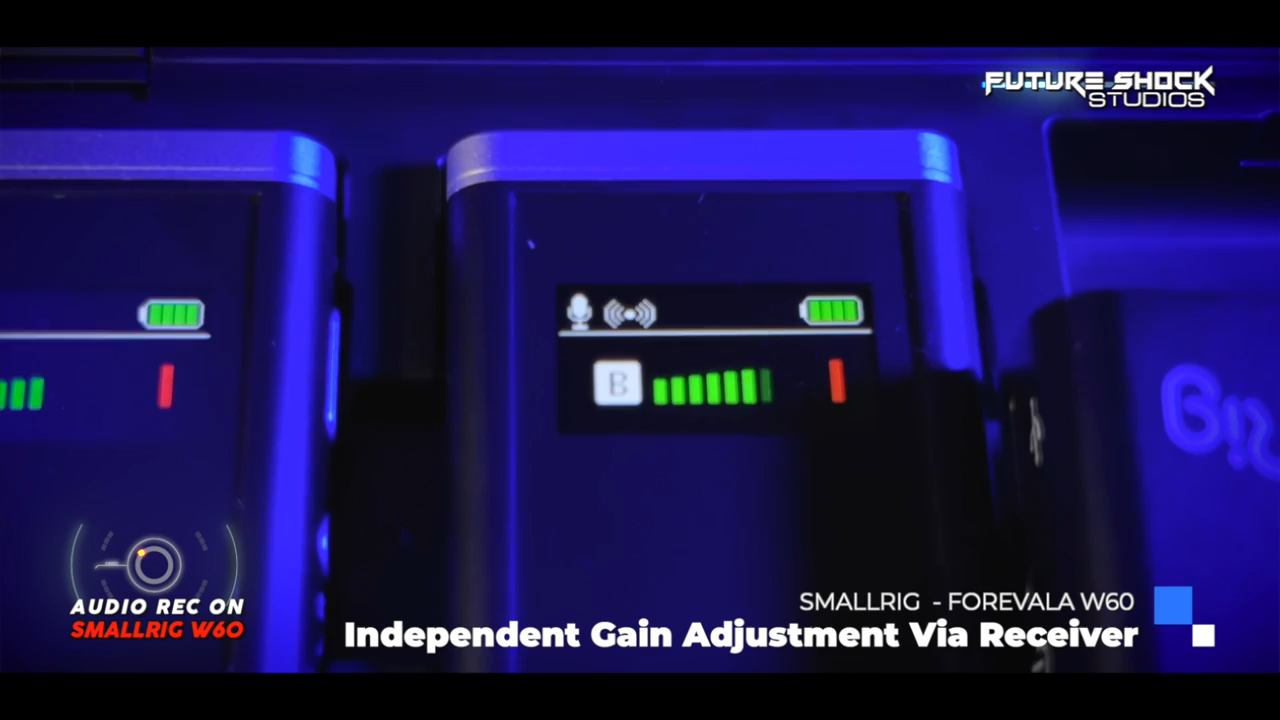 FUTURE SHOCK
STUDIOS
B
AUDIO REC ON
SMALLRIG W60
SMALLRIG - FOREVALA W60
Independent Gain Adjustment Via Receiver